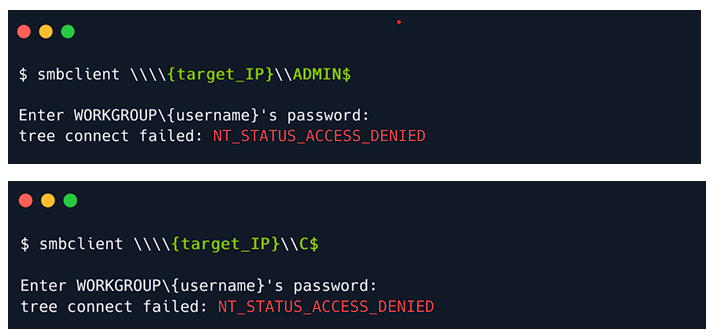 $ smbclient \\\\{target_IP}\\ADMIN$
Enter WORKGROUP\{username}'s password:
tree connect failed: NT_STATUS_ACCESS_DENIED
$ smbclient \\\\{target_IP}\\C$
Enter WORKGROUP\{username}'s password:
tree connect failed: NT_STATUS_ACCESS_DENIED